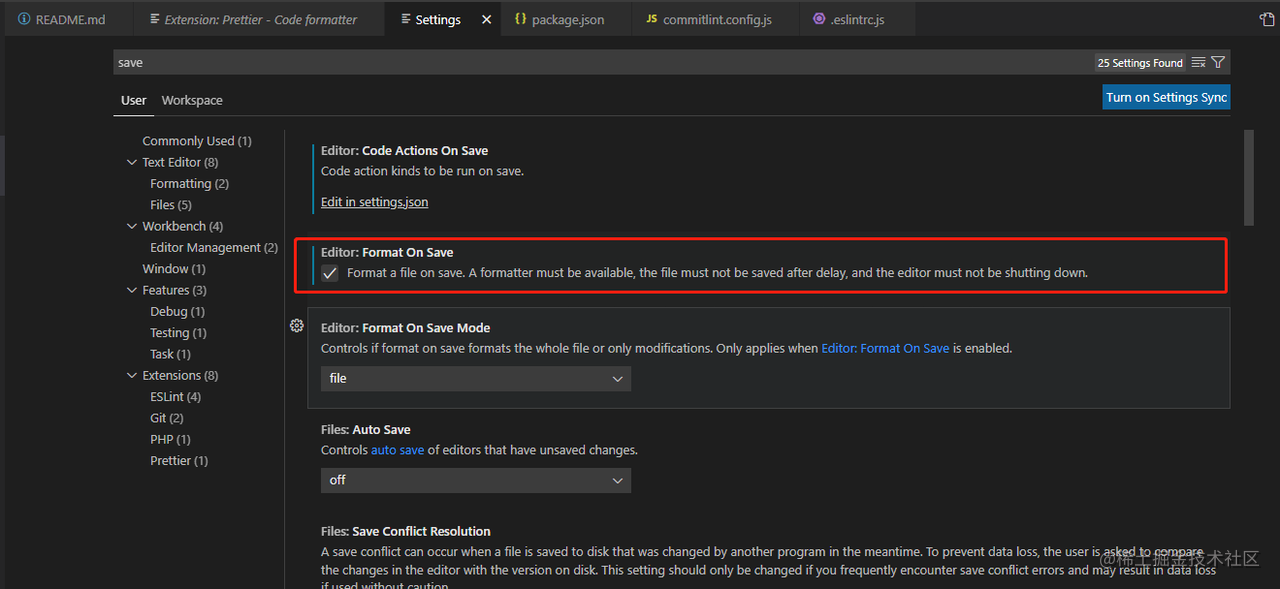 README.md
Extension: Prettier - Code formatter
Settings
package.json
JS commitlint.config.js
.eslintrc.js
save
25 Settings Found
User
Workspace
Turn on Settings Sync
Commonly Used (1)
Text Editor (8)
Formatting (2)
Files (5)
Workbench (4)
Editor Management (2)
Window (1)
Features (3)
Debug (1)
Testing (1)
Task (1)
Extensions (8)
ESLint (4)
Git (2)
PHP (1)
Prettier (1)
Editor: Code Actions On Save
Code action kinds to be run on save.
Edit in settings.json
Editor: Format On Save
Format a file on save. A formatter must be available, the file must not be saved after delay, and the editor must not be shutting down.
Editor: Format On Save Mode
Controls if format on save formats the whole file or only modifications. Only applies when Editor: Format On Save is enabled.
file
Files: Auto Save
Controls auto save of editors that have unsaved changes.
off
Files: Save Conflict Resolution
A save conflict can occur when a file is saved to disk that was changed by another program in the meantime. To prevent data loss, the user is asked to compare
the changes in the editor with the version on disk. This setting should only be changed if you frequently encounter save conflict errors and may result in data loss
if used without caution.
@稀土掘金技术社区